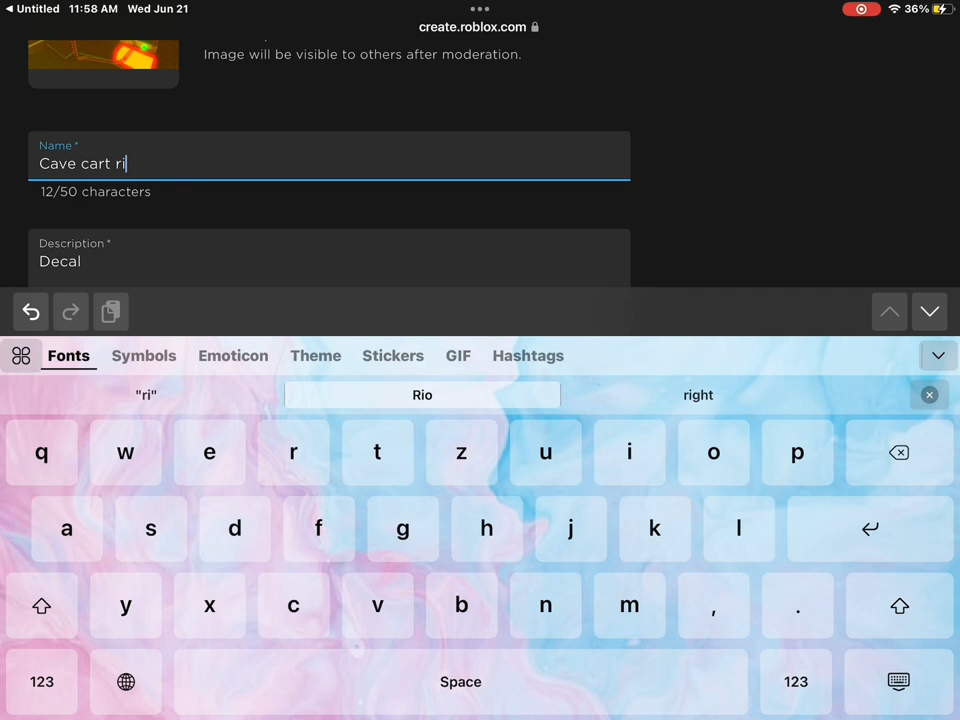 Untitled 11:58 AM Wed Jun 21 36%
create.roblox.com
Image will be visible to others after moderation.
Name *
Cave cart ri
12/50 characters
Description *
Decal
Fonts Symbols Emoticon Theme Stickers GIF Hashtags
"ri" Rio right
q w e r t z u i o p
a s d f g h j k l
y x c v b n m , .
123 Space 123